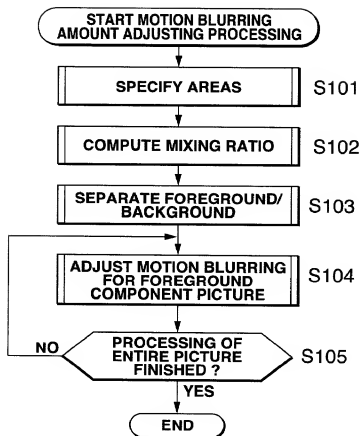 START MOTION BLURRING
AMOUNT ADJUSTING PROCESSING
SPECIFY AREAS
S101
COMPUTE MIXING RATIO
S102
SEPARATE FOREGROUND/
BACKGROUND
S103
ADJUST MOTION BLURRING
FOR FOREGROUND
COMPONENT PICTURE
S104
PROCESSING OF
ENTIRE PICTURE
FINISHED ?
S105
NO
YES
END